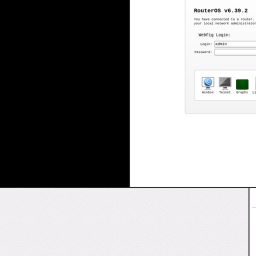 RouterOS v6.39.2
You have connected to a router.
your local network administrator
WebFig Login:
Login: admin
Password:
Winbox Telnet Graphs